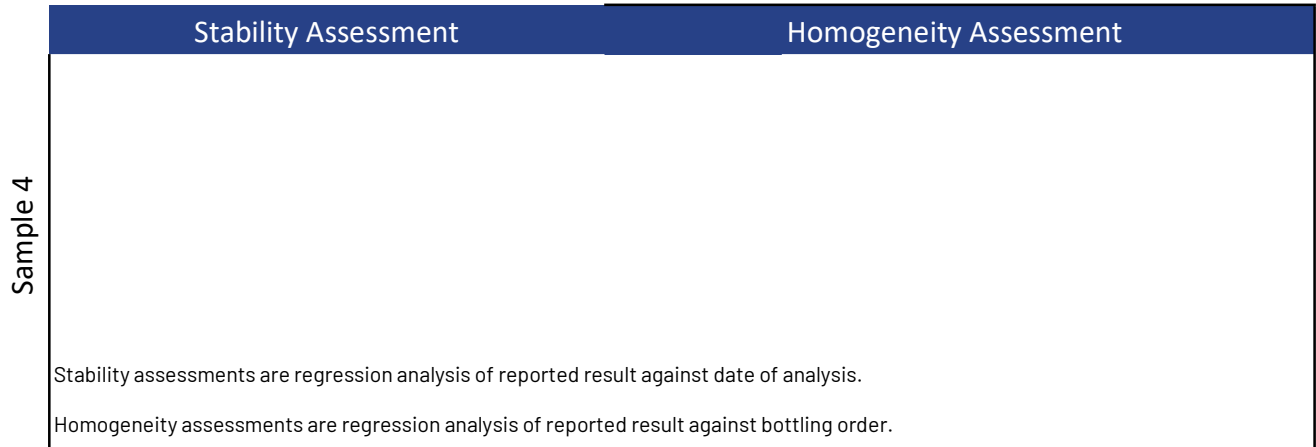 Stability Assessment
Homogeneity Assessment
Sample 4
Stability assessments are regression analysis of reported result against date of analysis.
Homogeneity assessments are regression analysis of reported result against bottling order.